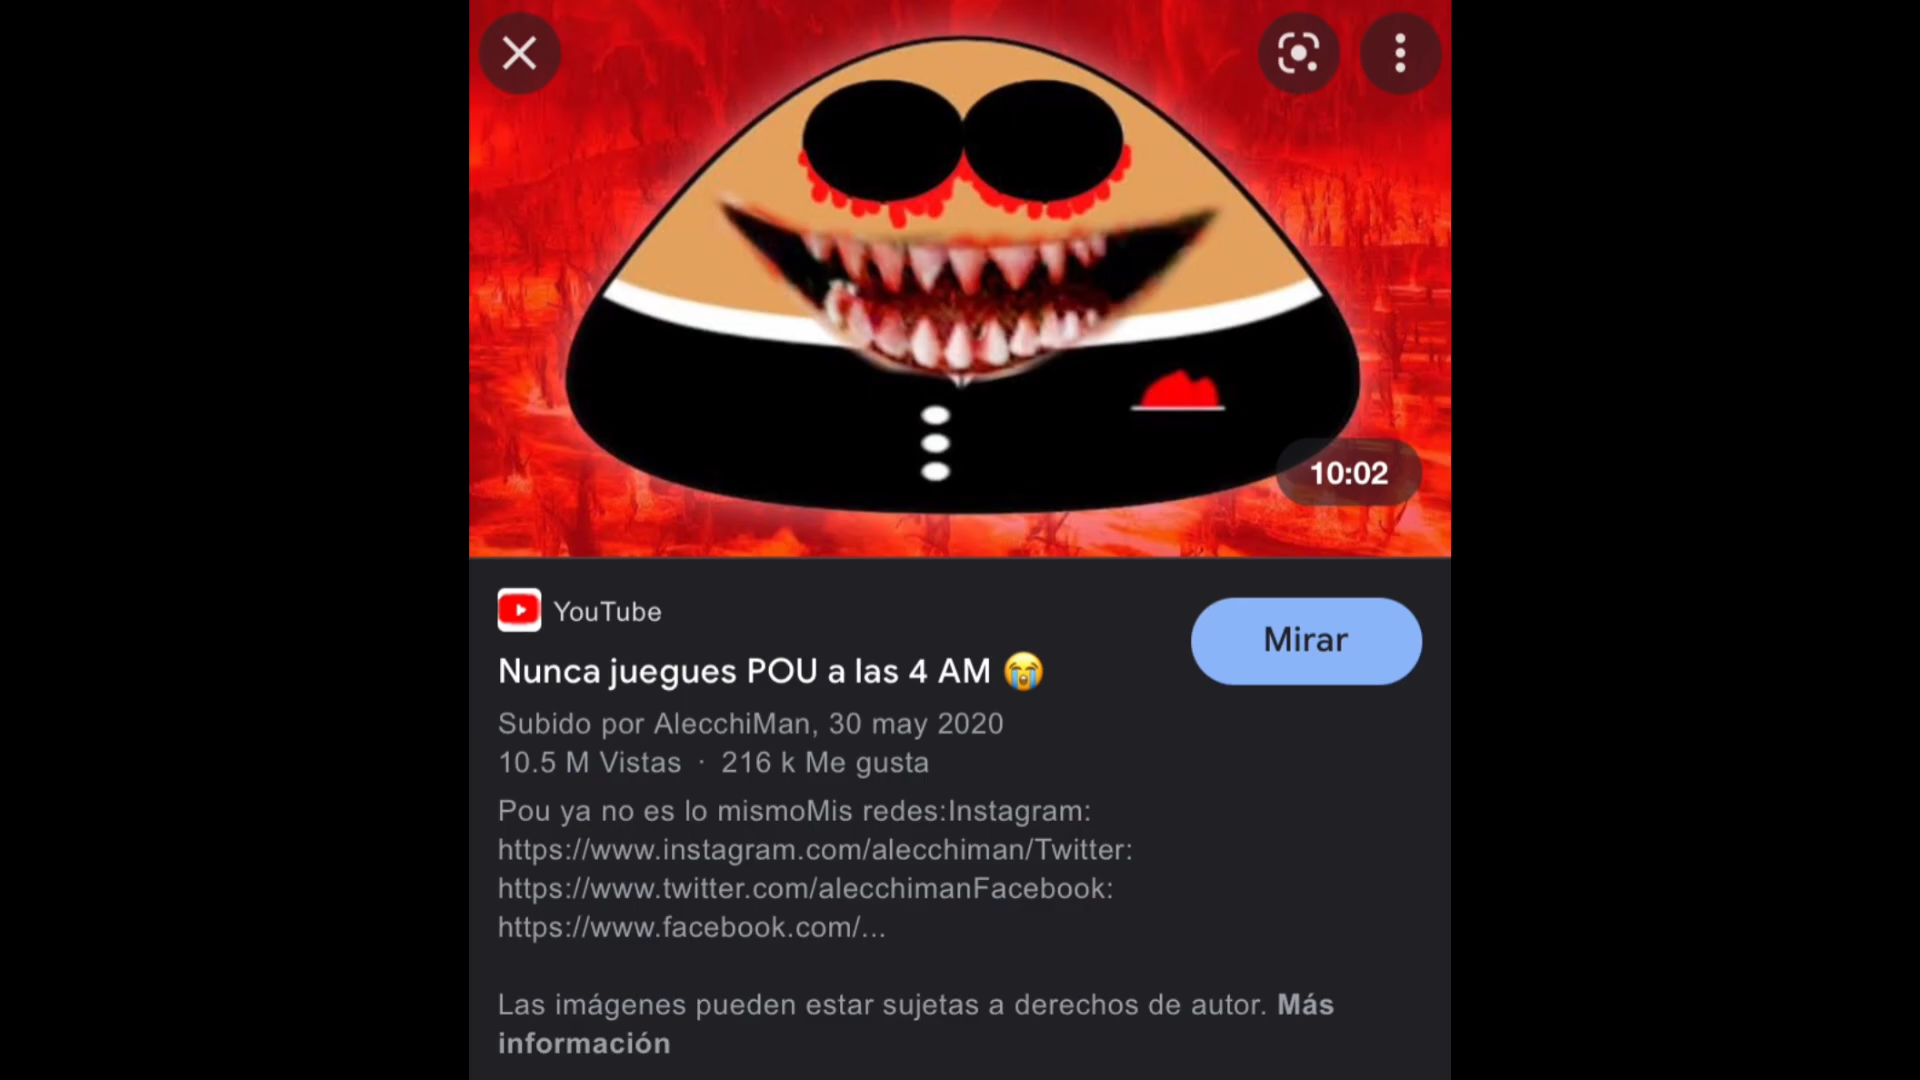 10:02
YouTube
Mirar
Nunca juegues POU a las 4 AM 😭
Subido por AlecchiMan, 30 may 2020
10.5 M Vistas · 216 k Me gusta
Pou ya no es lo mismoMis redes:Instagram:
https://www.instagram.com/alecchiman/Twitter:
https://www.twitter.com/alecchimanFacebook:
https://www.facebook.com/...
Las imágenes pueden estar sujetas a derechos de autor. Más
información